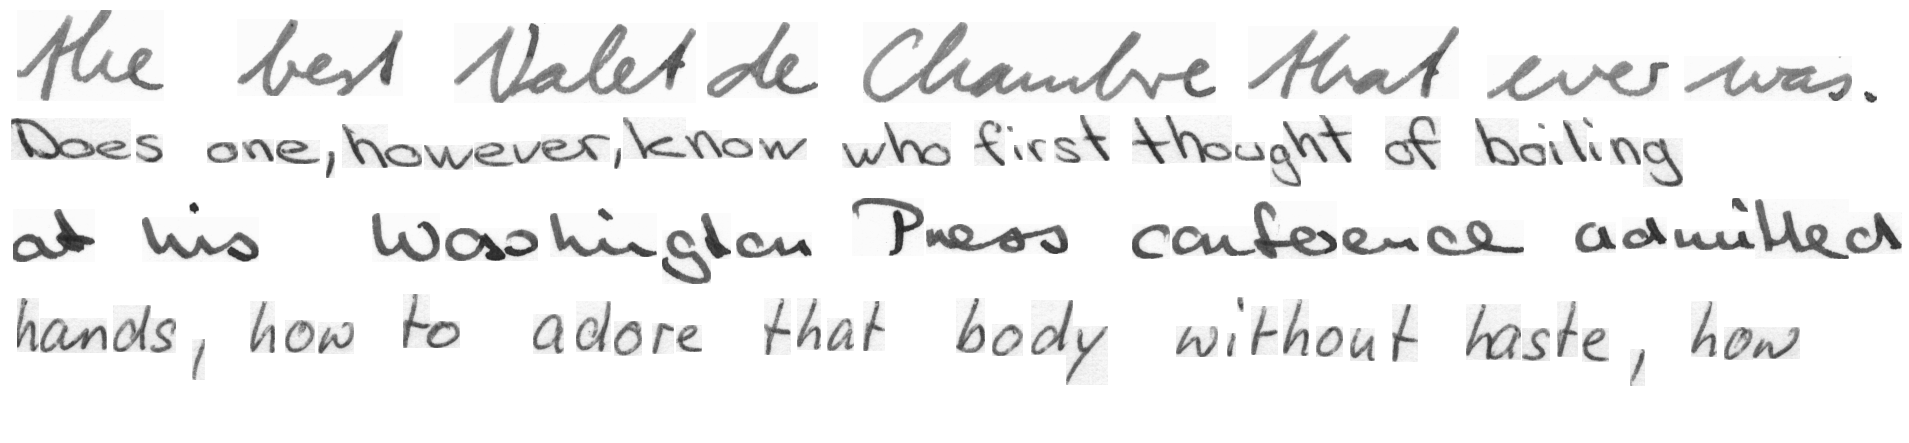 the best Valet de Chambre that ever was.
Does one, however, know who first thought of boiling
at his Washington Press conference admitted
hands, how to adore that body without haste, how